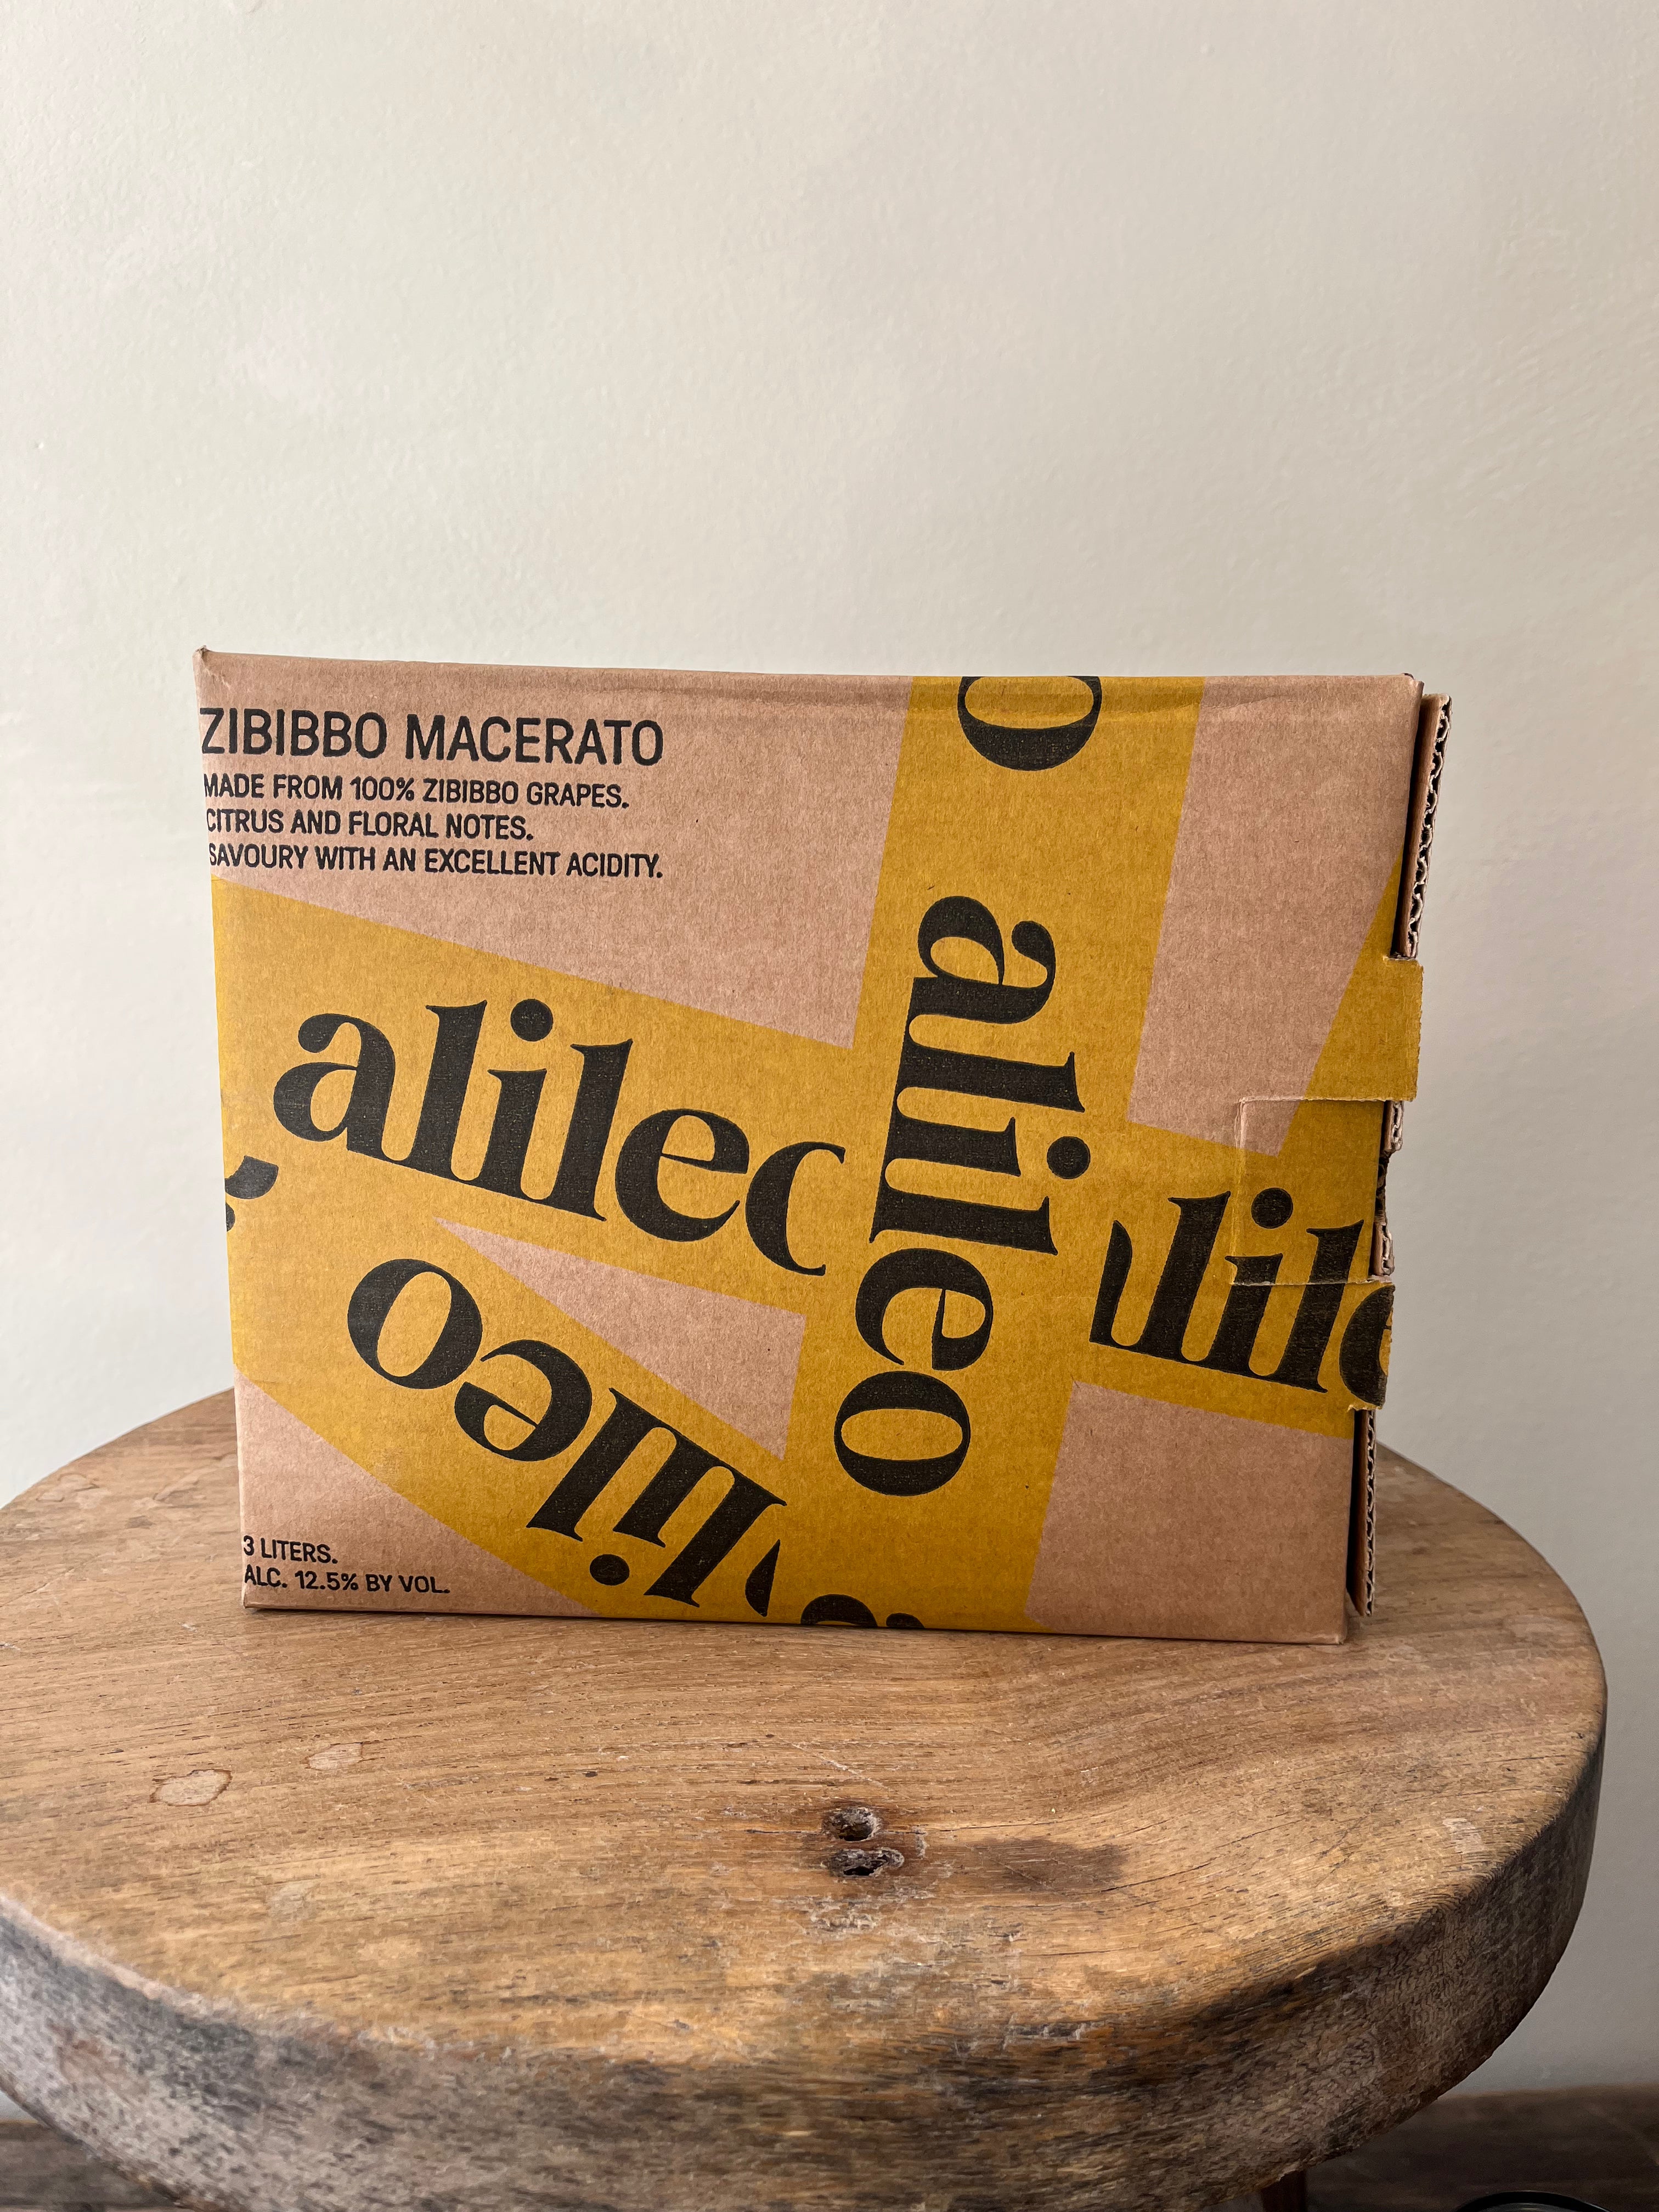 ZIBIBBO MACERATO
MADE FROM 100% ZIBIBBO GRAPES.
CITRUS AND FLORAL NOTES.
SAVOURY WITH AN EXCELLENT ACIDITY.
alileo
alileo
alileo
alileo
3 LITERS.
ALC. 12.5% BY VOL.